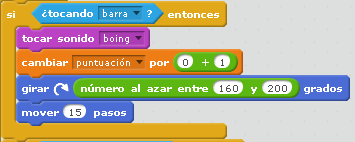 si ¿tocando barra ? entonces
tocar sonido boing
cambiar puntuación por 0 + 1
girar número al azar entre 160 y 200 grados
mover 15 pasos